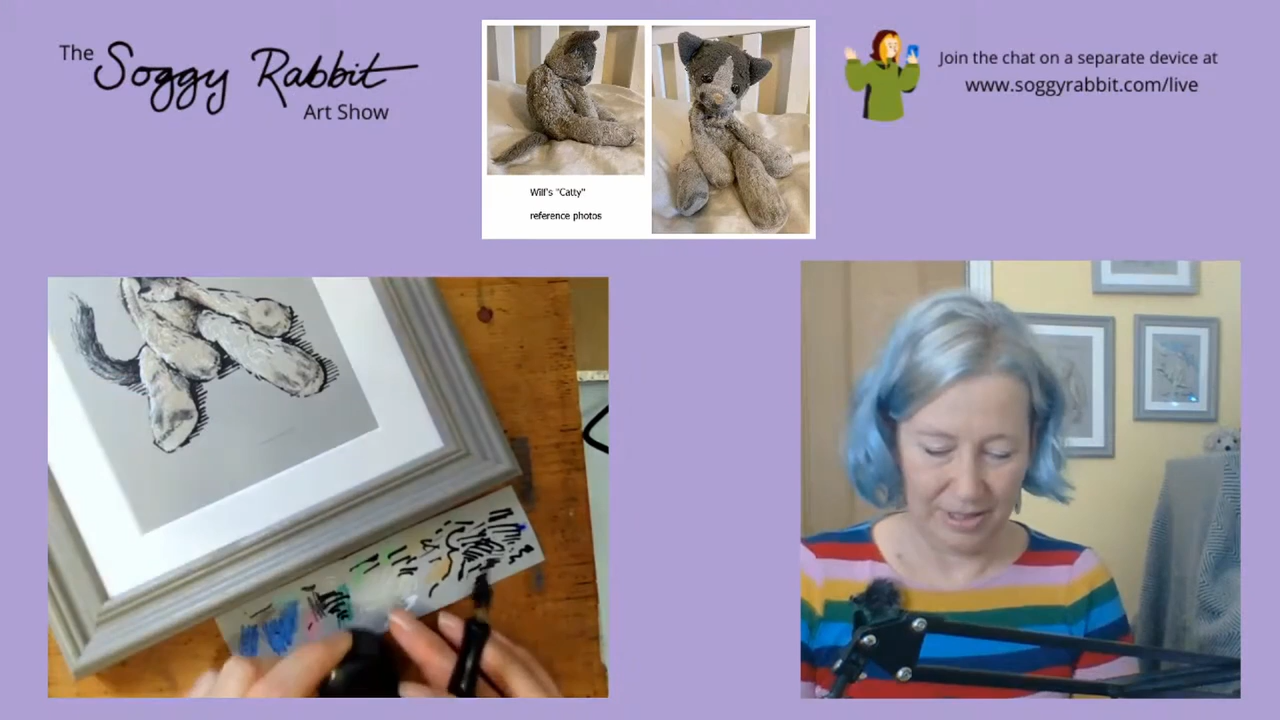 The Soggy Rabbit
Art Show
Wilf's "Catty"
reference photos
Join the chat on a separate device at
www.soggyrabbit.com/live